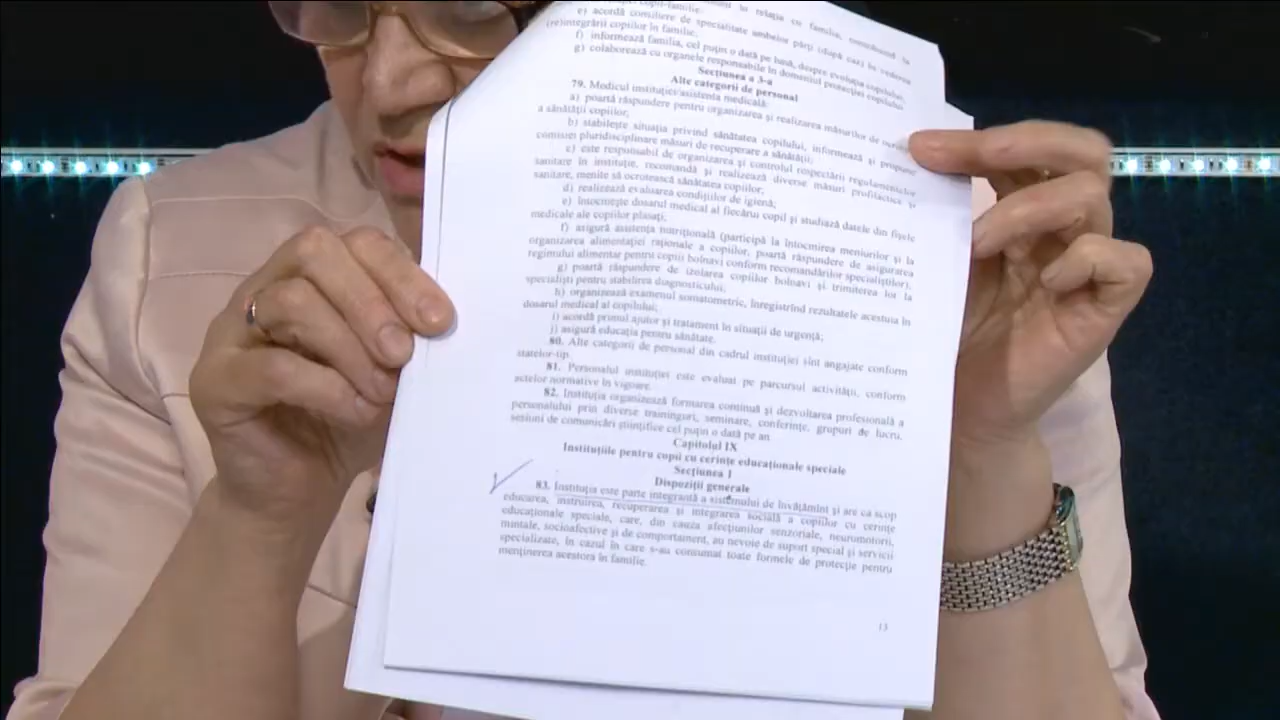 relație cu familia,
copil-familie.
e) acordă consiliere de specialitate ambelor părți (după caz) în vederea
(re)integrării copiilor în familie;
f) informează familia, cel puțin o dată pe lună, despre evoluția copilului;
g) colaborează cu organele responsabile în domeniul protecției copilului.
Secțiunea a 3-a
Alte categorii de personal
79. Medicul instituției/asistenta medicală:
a) poartă răspundere pentru organizarea și realizarea măsurilor de
a sănătății copiilor;
b) stabilește situația privind sănătatea copilului, informează și propune
comisiei pluridisciplinare măsuri de recuperare a sănătății;
c) este responsabil de organizarea și controlul respectării regulamentelor
sanitare în instituție, recomandă și realizează diverse măsuri profilactice și
sanitare, menite să ocrotească sănătatea copiilor;
d) realizează evaluarea condițiilor de igienă;
e) întocmește dosarul medical al fiecărui copil și studiază datele din fișele
medicale ale copiilor plasați;
f) asigură asistența nutrițională (participă la întocmirea meniurilor și la
organizarea alimentației raționale a copiilor, poartă răspundere de asigurarea
regimului alimentar pentru copiii bolnavi conform recomandărilor specialiștilor);
g) poartă răspundere de izolarea copiilor bolnavi și trimiterea lor la
specialiști pentru stabilirea diagnosticului;
h) organizează examenul somatometric, înregistrînd rezultatele acestuia în
dosarul medical al copilului;
i) acordă primul ajutor și tratament în situații de urgență;
j) asigură educația pentru sănătate.
80. Alte categorii de personal din cadrul instituției sînt angajate conform
statelor-tip.
81. Personalul instituției este evaluat pe parcursul activității, conform
actelor normative în vigoare.
82. Instituția organizează formarea continuă și dezvoltarea profesională a
personalului prin diverse traininguri, seminare, conferințe, grupuri de lucru,
sesiuni de comunicări științifice cel puțin o dată pe an
Capitolul IX
Instituțiile pentru copii cu cerințe educaționale speciale
Secțiunea 1
Dispoziții generale
83. Instituția este parte integrantă a sistemului de învățămînt și are ca scop
educarea, instruirea, recuperarea și integrarea socială a copiilor cu cerințe
educaționale speciale, care, din cauza afecțiunilor senzoriale, neuromotorii,
mintale, socioafective și de comportament, au nevoie de suport special și servicii
specializate, în cazul în care s-au consumat toate formele de protecție pentru
menținerea acestora în familie.
13